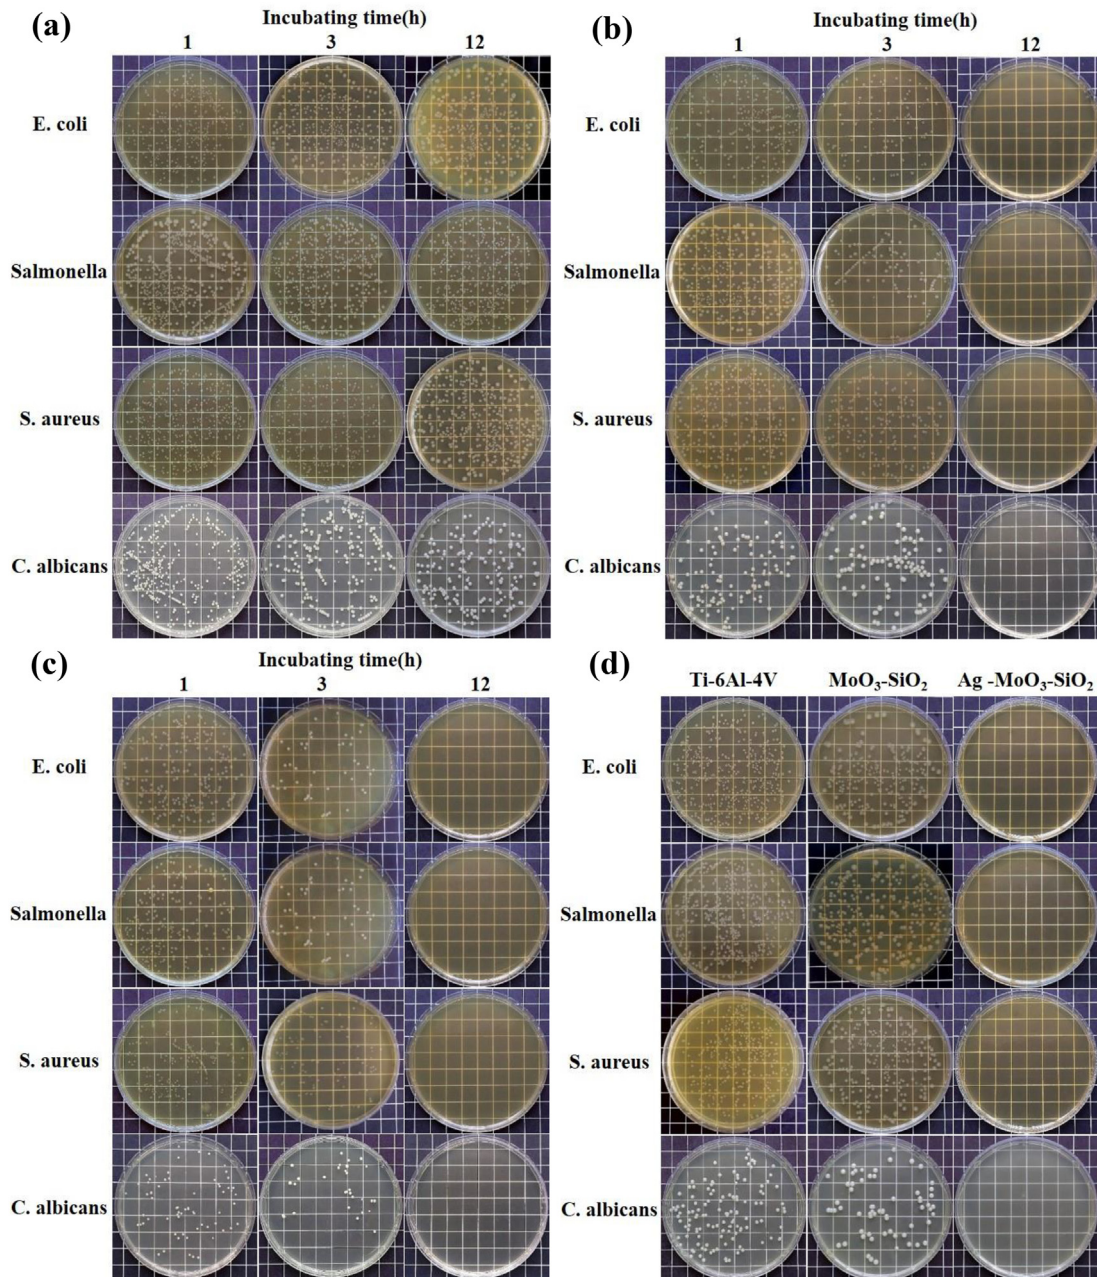 (a)
Incubating time(h)
1 3 12
E. coli
Salmonella
S. aureus
C. albicans
(b)
Incubating time(h)
1 3 12
E. coli
Salmonella
S. aureus
C. albicans
(c)
Incubating time(h)
1 3 12
E. coli
Salmonella
S. aureus
C. albicans
(d)
Ti-6Al-4V MoO₃-SiO₂ Ag -MoO₃-SiO₂
E. coli
Salmonella
S. aureus
C. albicans